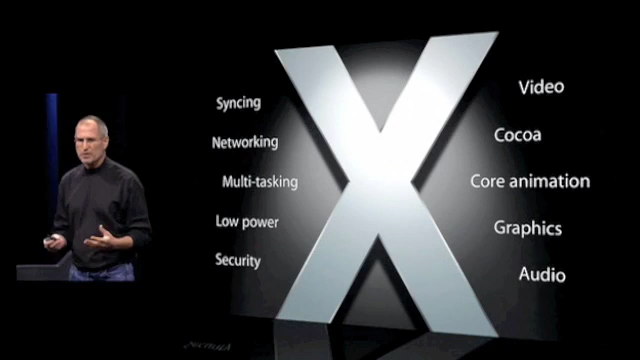 X
Syncing
Networking
Multi-tasking
Low power
Security
Video
Cocoa
Core animation
Graphics
Audio